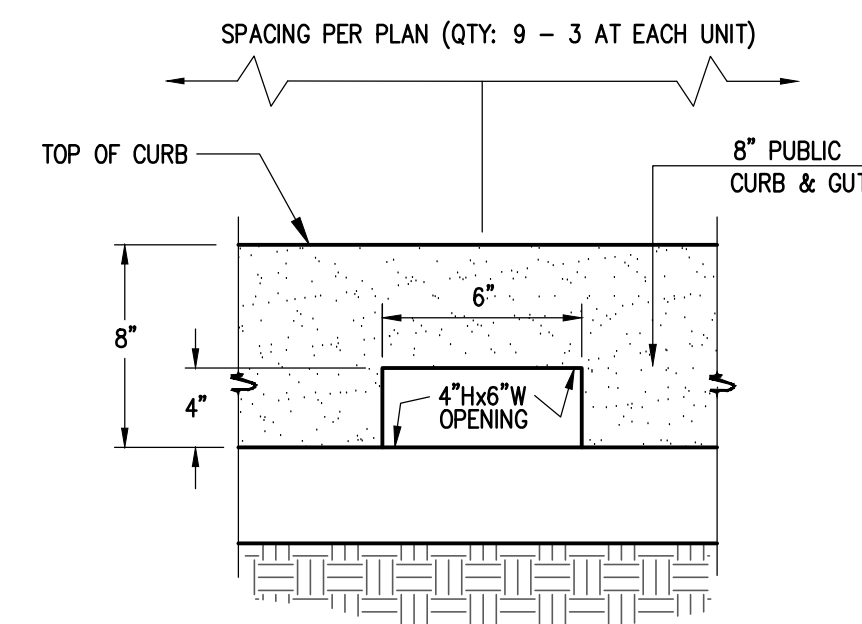 SPACING PER PLAN (QTY: 9 – 3 AT EACH UNIT)
TOP OF CURB
8" PUBLIC
CURB & GUT
6"
8"
4"
4"Hx6"W
OPENING